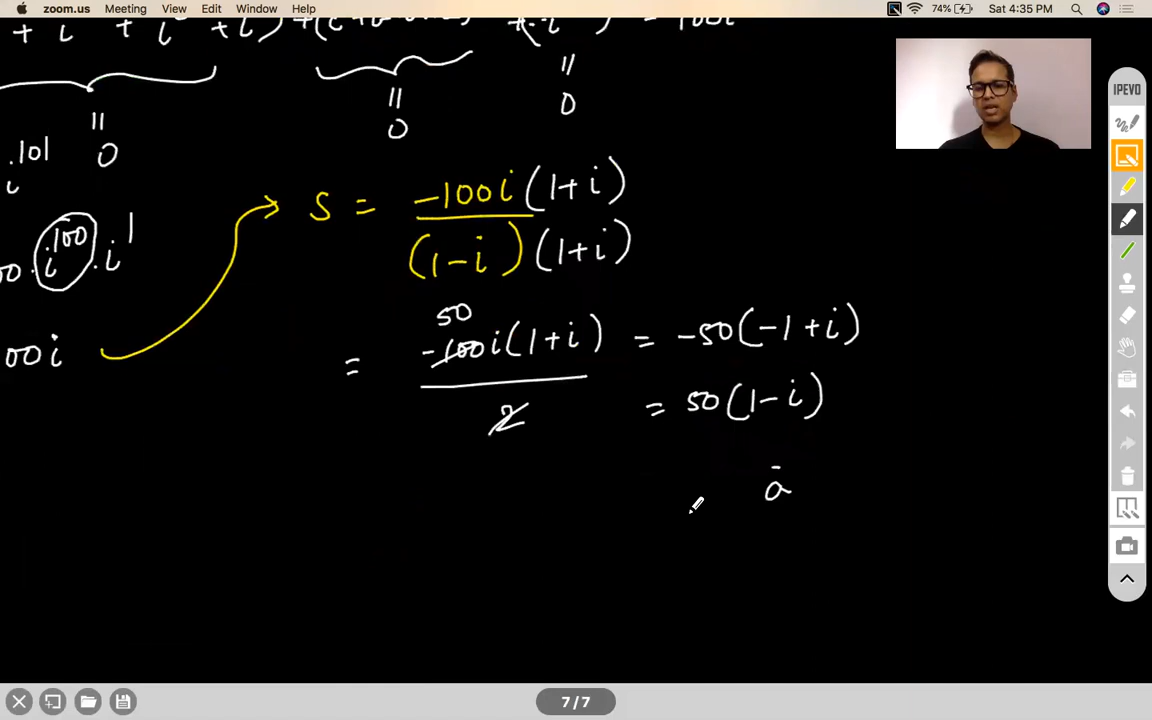 zoom.us Meeting View Edit Window Help 74% Sat 4:35 PM
IPEVO
+ i
0
0
0
i^101
i^100 . i^1
00i
S = -100i(1+i)
(1-i)(1+i)
50
= -100i(1+i) = -50(-1+i)
2
= 50(1-i)
7/7